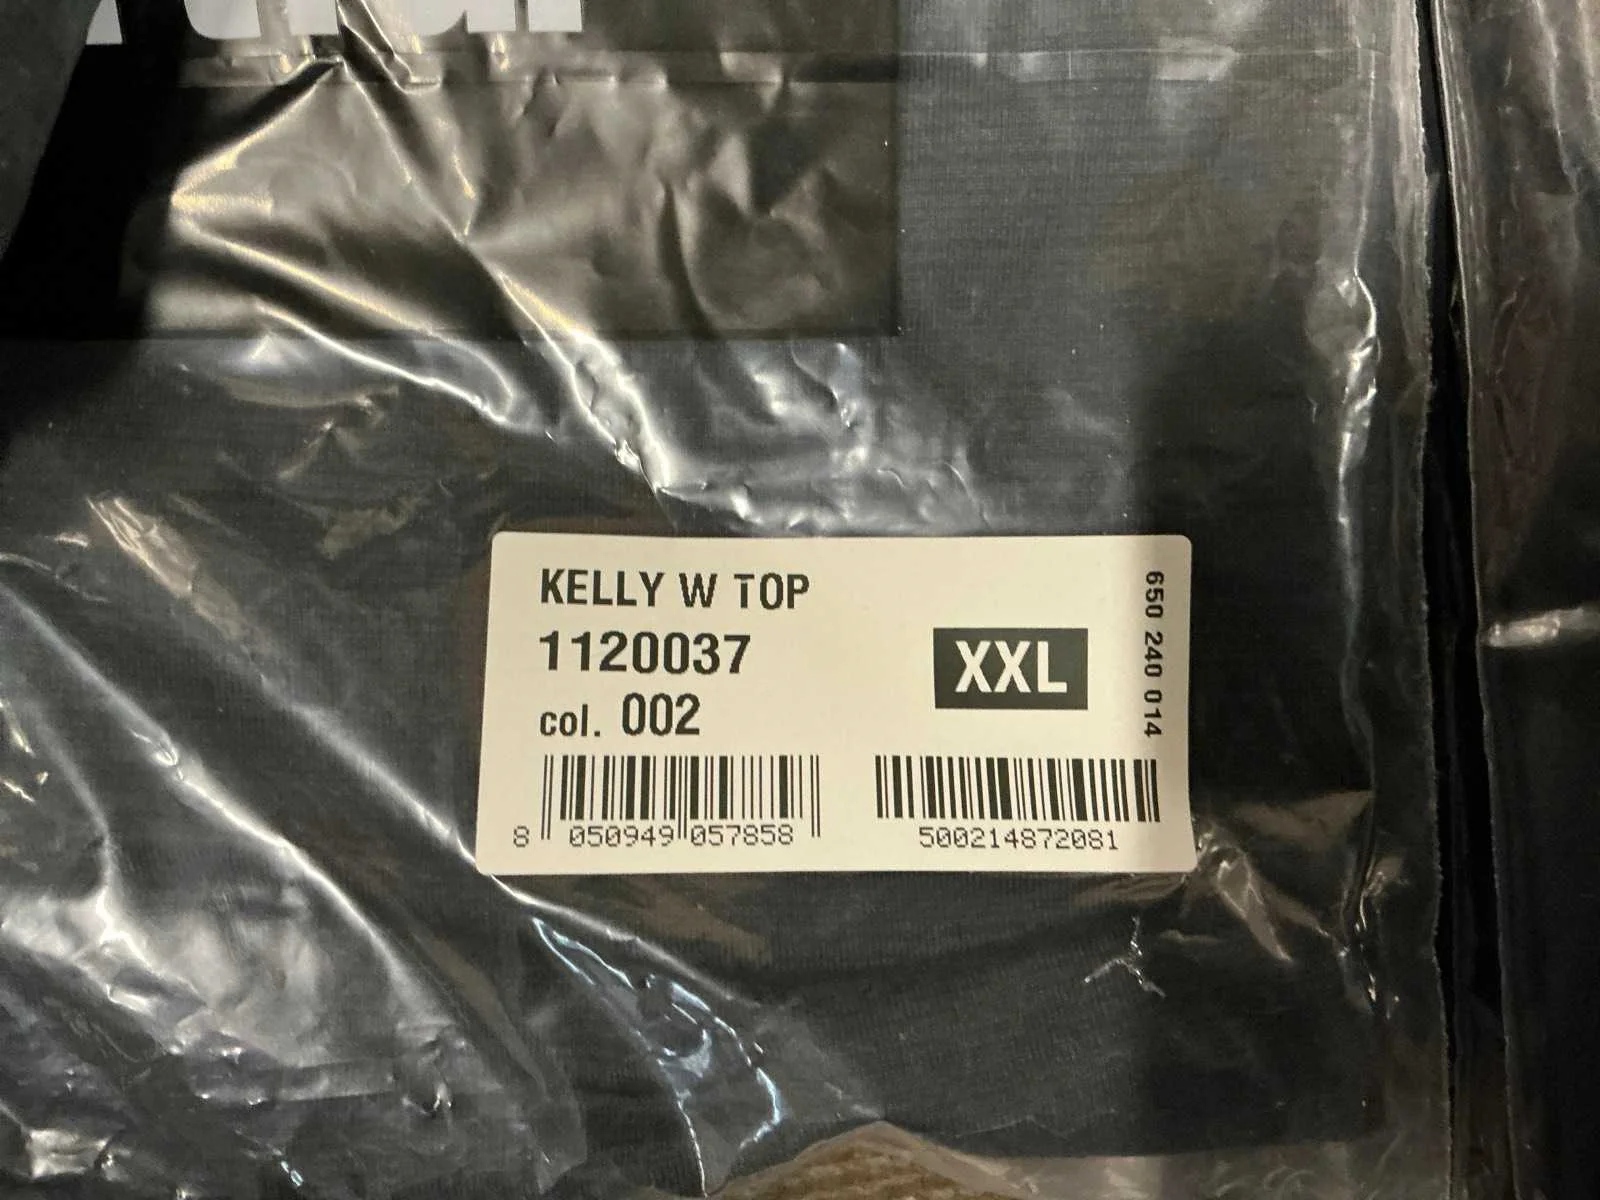 KELLY W TOP
1120037
col. 002
XXL
650 240 014
8 050949 057858
500214872081